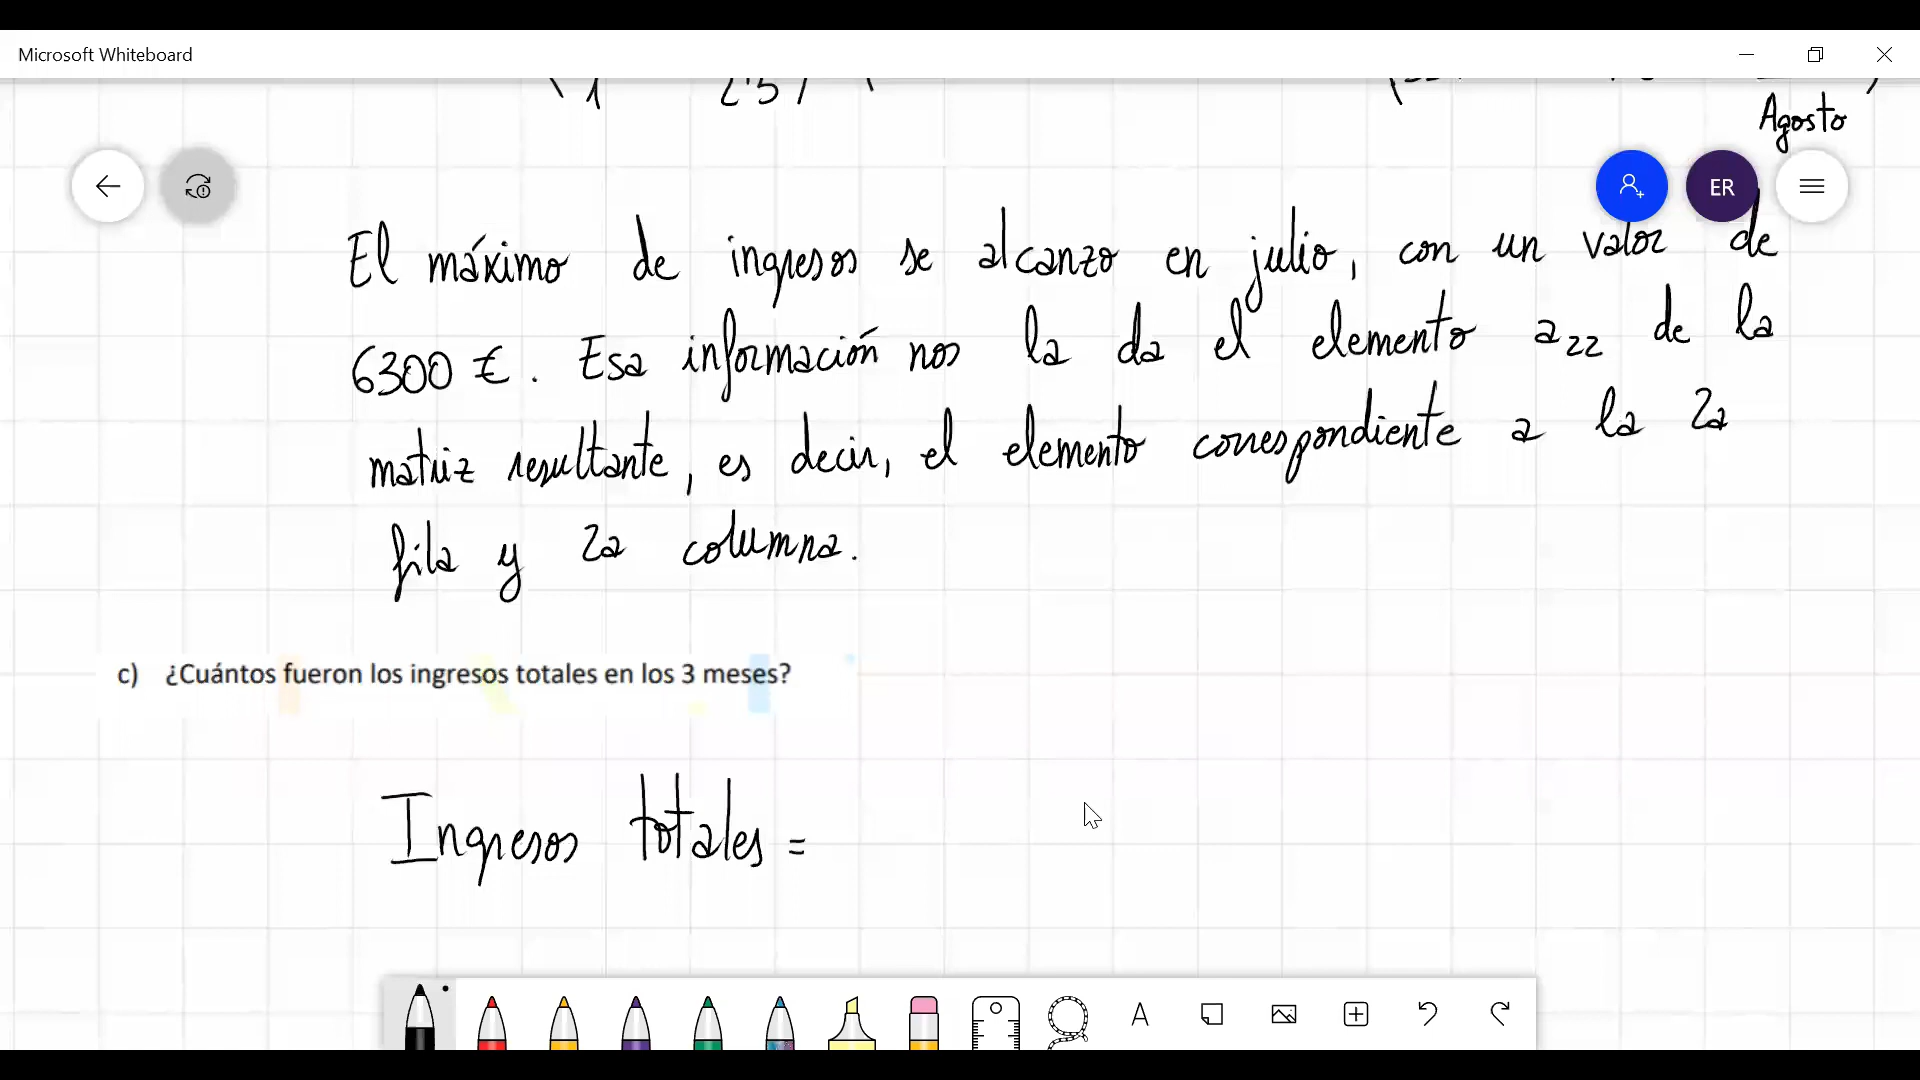 Microsoft Whiteboard
Agosto
ER
El máximo de ingresos se alcanzo en julio, con un valor de
6300 €. Esa información nos la da el elemento a22 de la
matriz resultante, es decir, el elemento correspondiente a la 2a
fila y 2a columna.
c) ¿Cuántos fueron los ingresos totales en los 3 meses?
Ingresos totales =
A